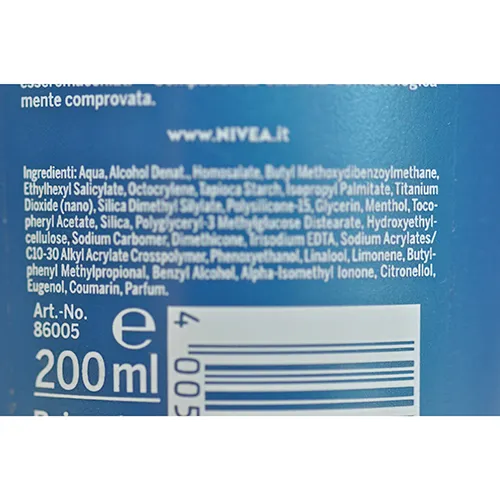 mente comprovata.
www.NIVEA.it
Ingredienti: Aqua, Alcohol Denat., Homosalate, Butyl Methoxydibenzoylmethane,
Ethylhexyl Salicylate, Octocrylene, Tapioca Starch, Isopropyl Palmitate, Titanium
Dioxide (nano), Silica Dimethyl Silylate, Polysilicone-15, Glycerin, Menthol, Toco-
pheryl Acetate, Silica, Polyglyceryl-3 Methylglucose Distearate, Hydroxyethyl-
cellulose, Sodium Carbomer, Dimethicone, Trisodium EDTA, Sodium Acrylates/
C10-30 Alkyl Acrylate Crosspolymer, Phenoxyethanol, Linalool, Limonene, Butyl-
phenyl Methylpropional, Benzyl Alcohol, Alpha-Isomethyl Ionone, Citronellol,
Eugenol, Coumarin, Parfum.
Art.-No.
86005
e
200 ml
4 005